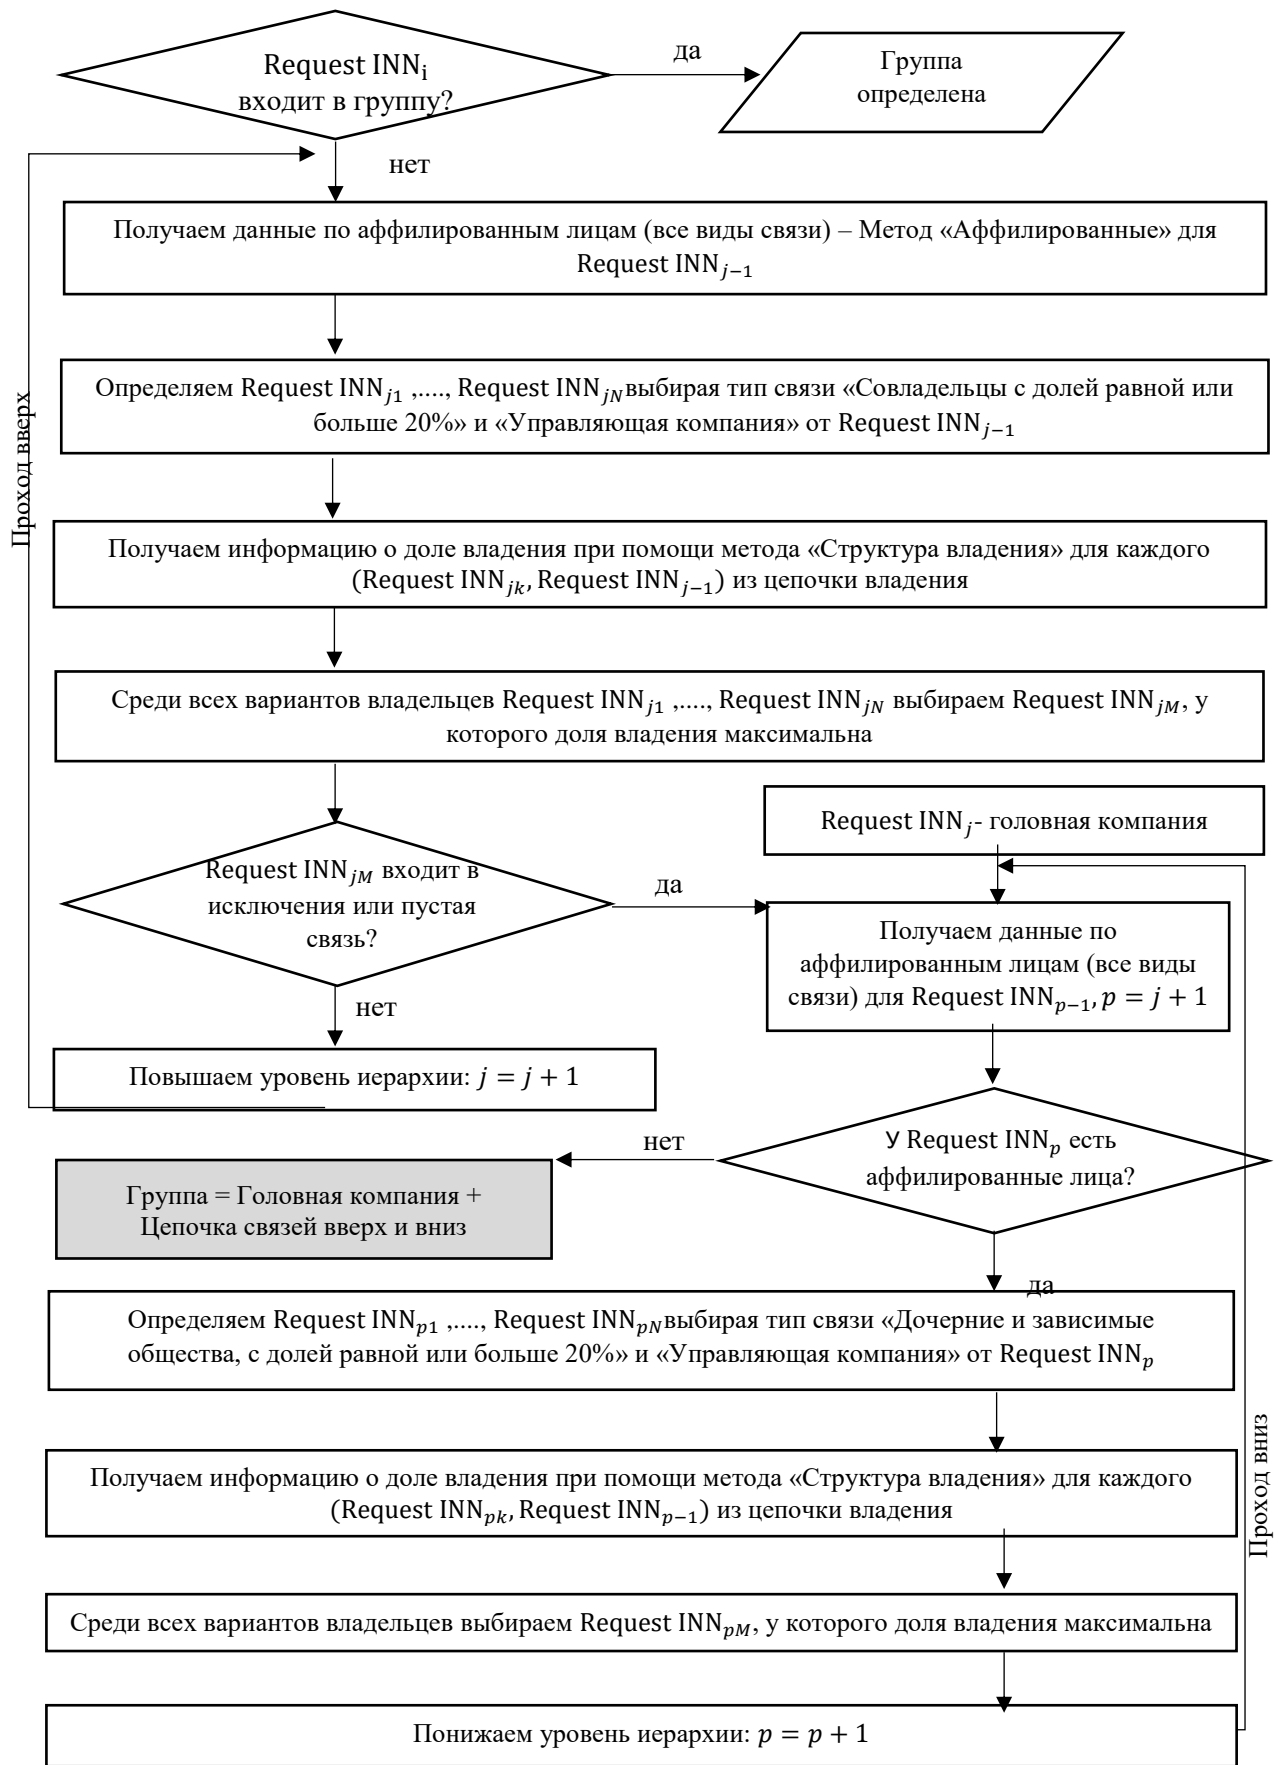 Request INN_i
входит в группу?
да
Группа
определена
нет
Получаем данные по аффилированным лицам (все виды связи) – Метод «Аффилированные» для
Request INN_{j−1}
Определяем Request INN_{j1} ,...., Request INN_{jN}выбирая тип связи «Совладельцы с долей равной или
больше 20%» и «Управляющая компания» от Request INN_{j−1}
Проход вверх
Получаем информацию о доле владения при помощи метода «Структура владения» для каждого
(Request INN_{jk}, Request INN_{j−1}) из цепочки владения
Среди всех вариантов владельцев Request INN_{j1} ,...., Request INN_{jN} выбираем Request INN_{jM}, у
которого доля владения максимальна
Request INN_j- головная компания
Request INN_{jM} входит в
исключения или пустая
связь?
да
Получаем данные по
аффилированным лицам (все виды
связи) для Request INN_{p−1}, p = j + 1
нет
Повышаем уровень иерархии: j = j + 1
У Request INN_p есть
аффилированные лица?
нет
Группа = Головная компания +
Цепочка связей вверх и вниз
да
Определяем Request INN_{p1} ,...., Request INN_{pN}выбирая тип связи «Дочерние и зависимые
общества, с долей равной или больше 20%» и «Управляющая компания» от Request INN_p
Получаем информацию о доле владения при помощи метода «Структура владения» для каждого
(Request INN_{pk}, Request INN_{p−1}) из цепочки владения
Проход вниз
Среди всех вариантов владельцев выбираем Request INN_{pM}, у которого доля владения максимальна
Понижаем уровень иерархии: p = p + 1